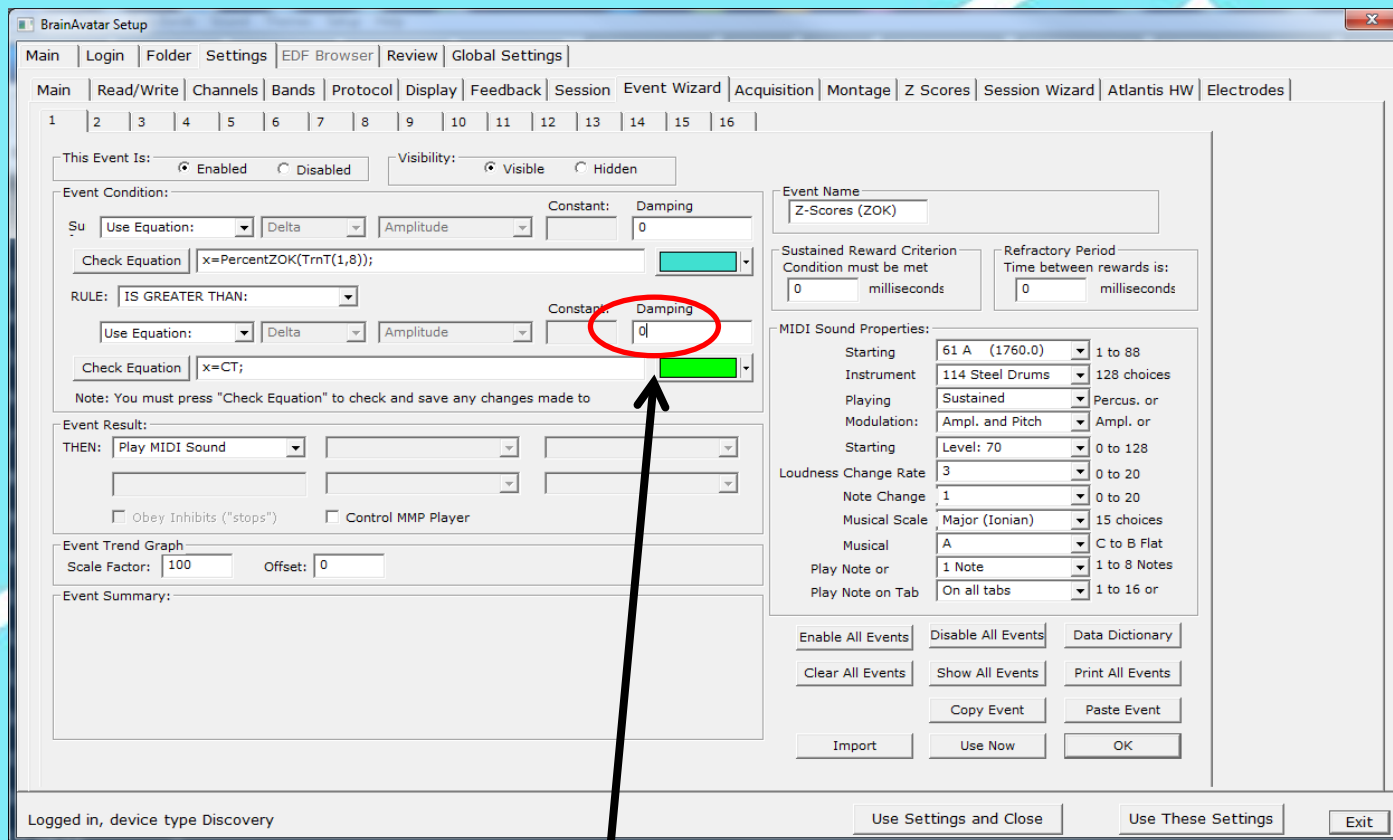 BrainAvatar Setup
x
Main Login Folder Settings EDF Browser Review Global Settings
Main Read/Write Channels Bands Protocol Display Feedback Session Event Wizard Acquisition Montage Z Scores Session Wizard Atlantis HW Electrodes
1 2 3 4 5 6 7 8 9 10 11 12 13 14 15 16
This Event Is: Enabled Disabled
Visibility: Visible Hidden
Event Condition:
Constant: Damping
Su Use Equation: Delta Amplitude 0
Check Equation x=PercentZOK(TrnT(1,8));
RULE: IS GREATER THAN:
Constant: Damping
Use Equation: Delta Amplitude 0
Check Equation x=CT;
Note: You must press "Check Equation" to check and save any changes made to
Event Result:
THEN: Play MIDI Sound
Obey Inhibits ("stops") Control MMP Player
Event Trend Graph
Scale Factor: 100 Offset: 0
Event Summary:
Event Name
Z-Scores (ZOK)
Sustained Reward Criterion
Condition must be met
0 milliseconds
Refractory Period
Time between rewards is:
0 milliseconds
MIDI Sound Properties:
Starting 61 A (1760.0) 1 to 88
Instrument 114 Steel Drums 128 choices
Playing Sustained Percus. or
Modulation: Ampl. and Pitch Ampl. or
Starting Level: 70 0 to 128
Loudness Change Rate 3 0 to 20
Note Change 1 0 to 20
Musical Scale Major (Ionian) 15 choices
Musical A C to B Flat
Play Note or 1 Note 1 to 8 Notes
Play Note on Tab On all tabs 1 to 16 or
Enable All Events Disable All Events Data Dictionary
Clear All Events Show All Events Print All Events
Copy Event Paste Event
Import Use Now OK
Logged in, device type Discovery
Use Settings and Close Use These Settings Exit